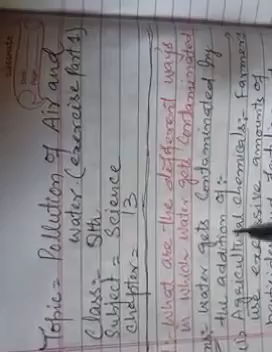 Topic= Pollution of Air and
water (exercise part 1)
Class= 8th
Subject = Science
Chapter = 13
What are the different ways
in which water gets contaminated
Ans= Water gets contaminated by
the addition of:-
Agricultural chemicals:- Farmers
use excessive amounts of